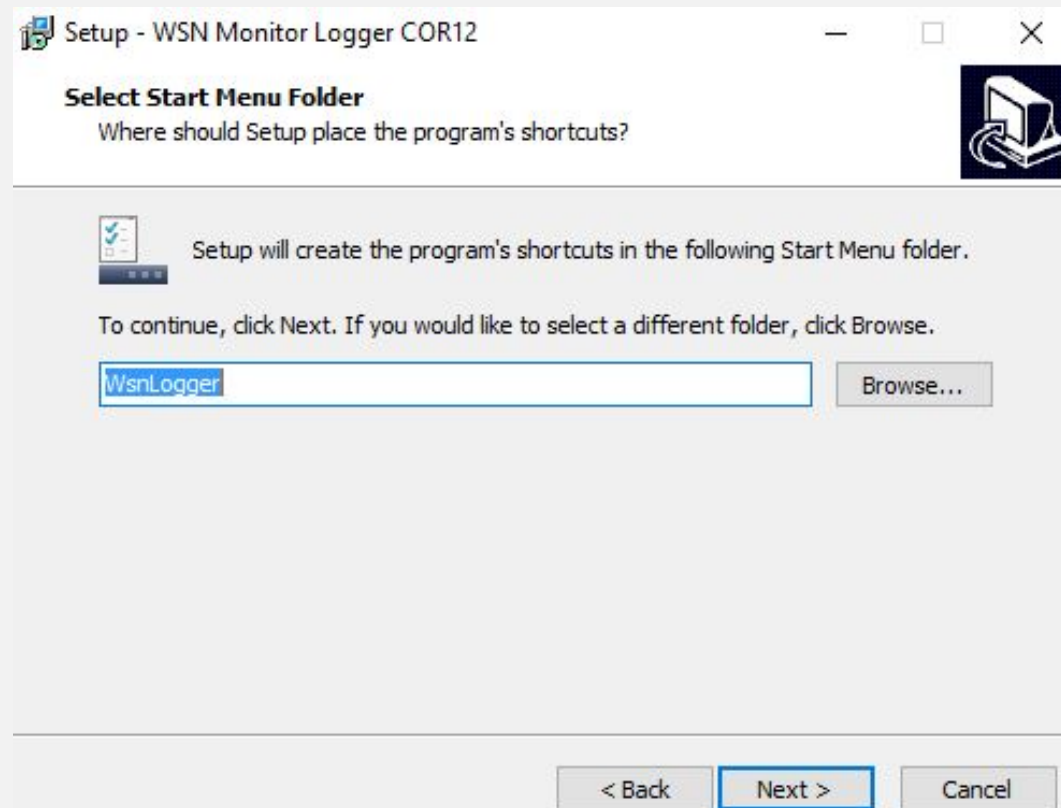 Setup - WSN Monitor Logger COR12
Select Start Menu Folder
Where should Setup place the program's shortcuts?
Setup will create the program's shortcuts in the following Start Menu folder.
To continue, click Next. If you would like to select a different folder, click Browse.
WsnLogger
Browse...
< Back
Next >
Cancel